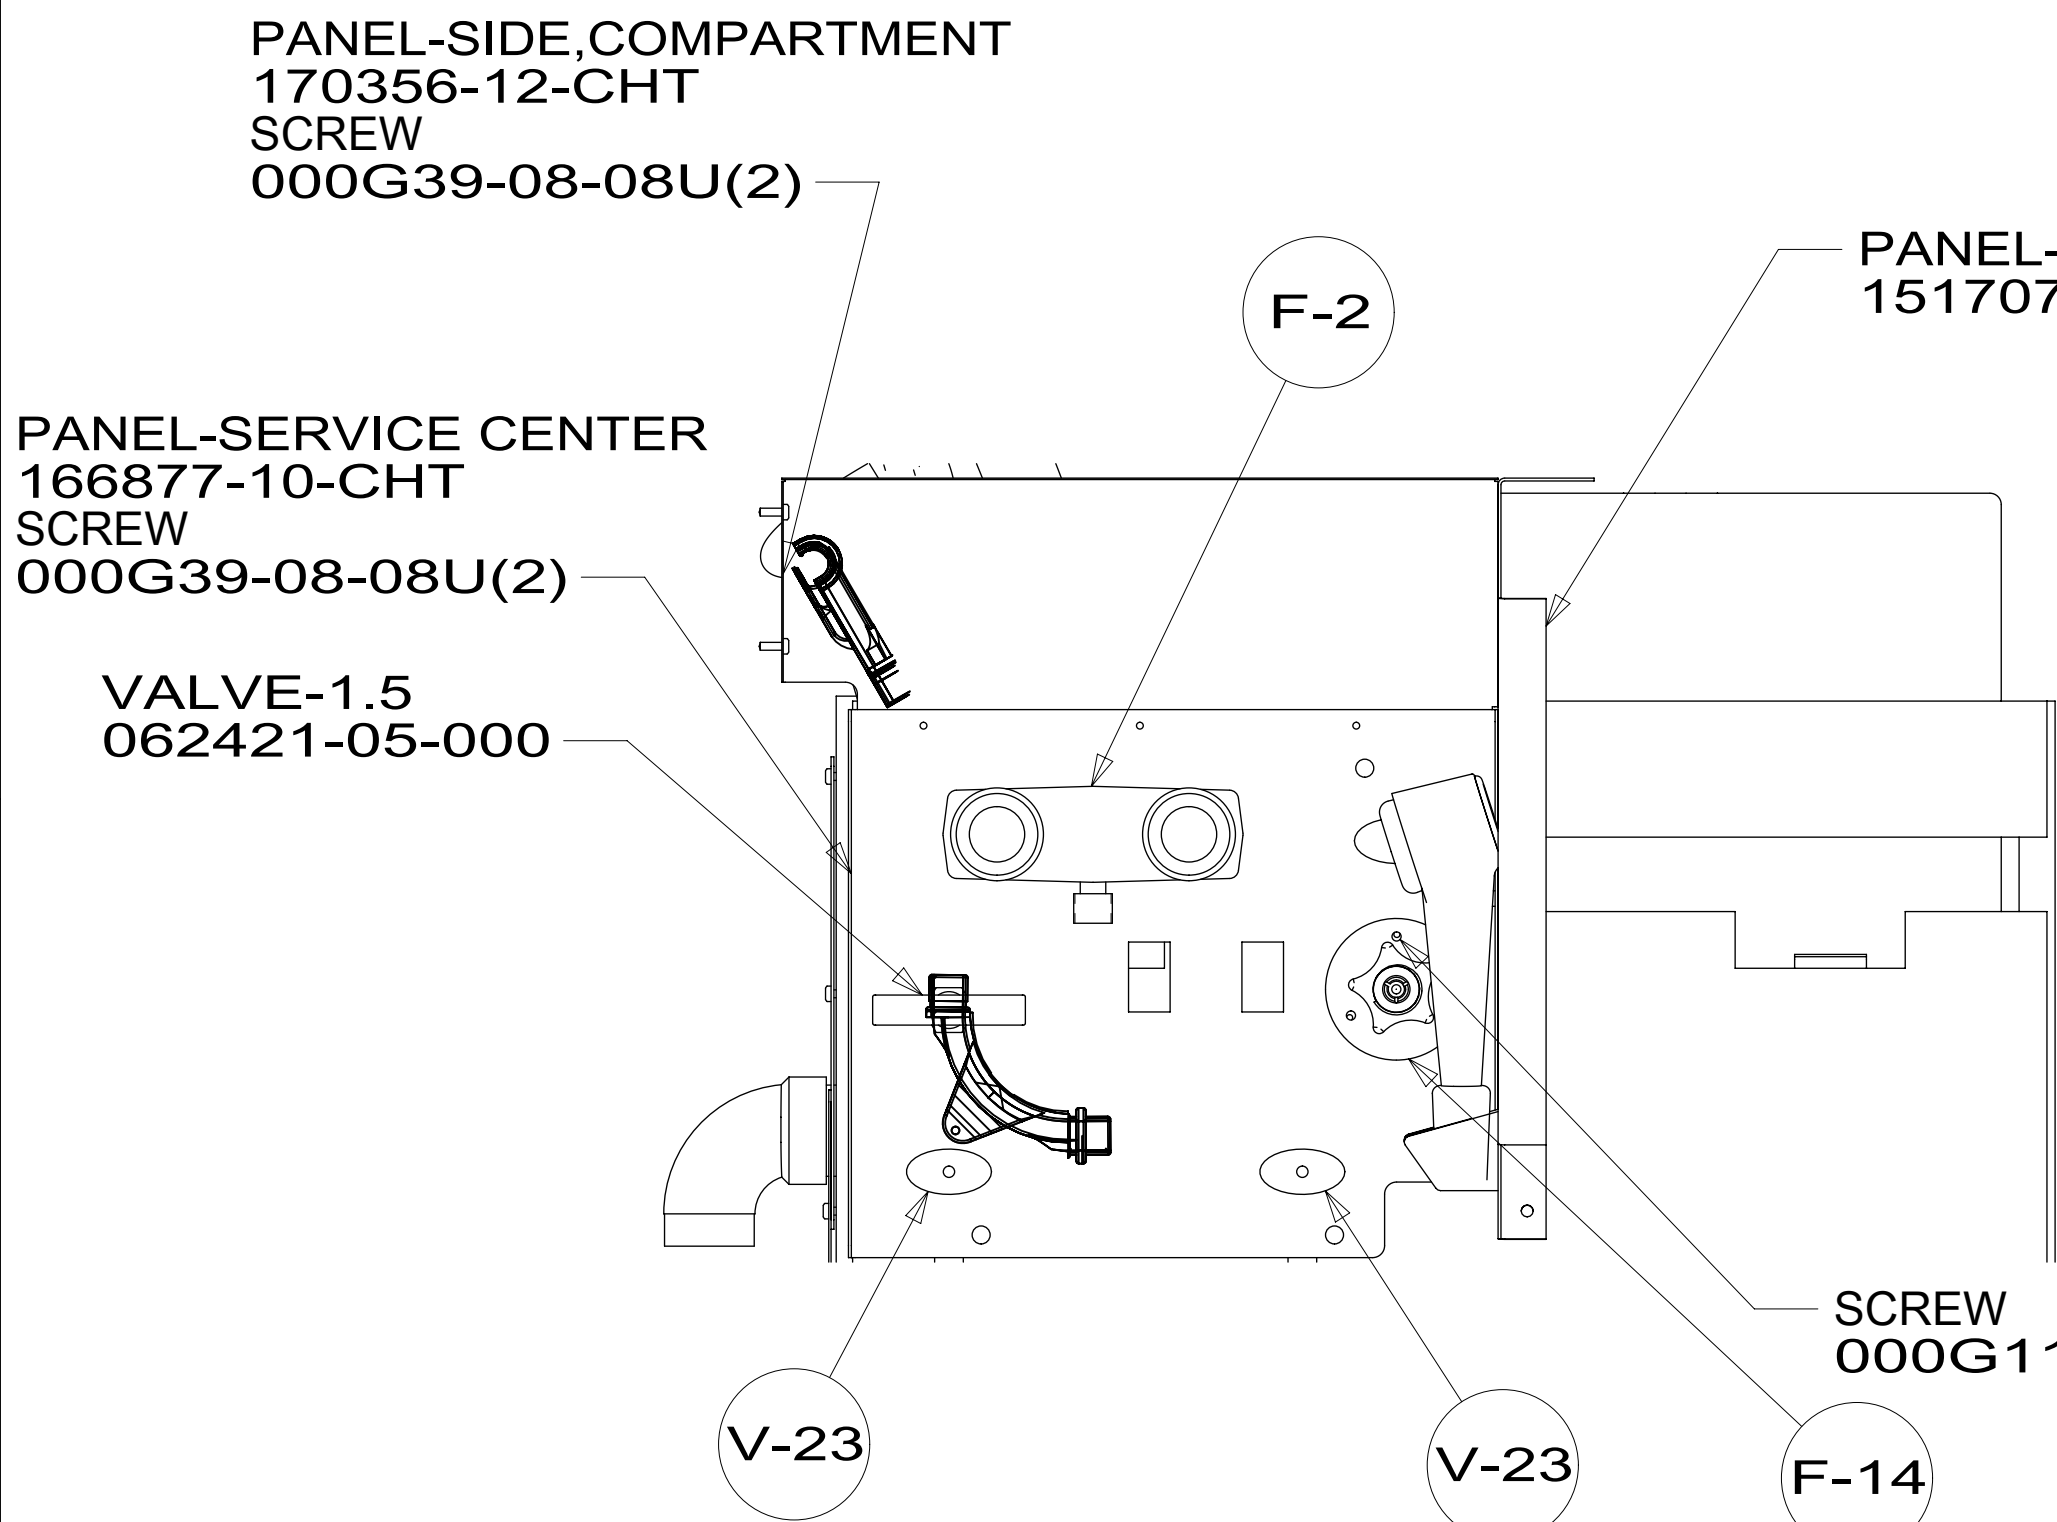 PANEL-SIDE,COMPARTMENT
170356-12-CHT
SCREW
000G39-08-08U(2)
F-2
PANEL-
151707
PANEL-SERVICE CENTER
166877-10-CHT
SCREW
000G39-08-08U(2)
VALVE-1.5
062421-05-000
SCREW
000G11
V-23
V-23
F-14